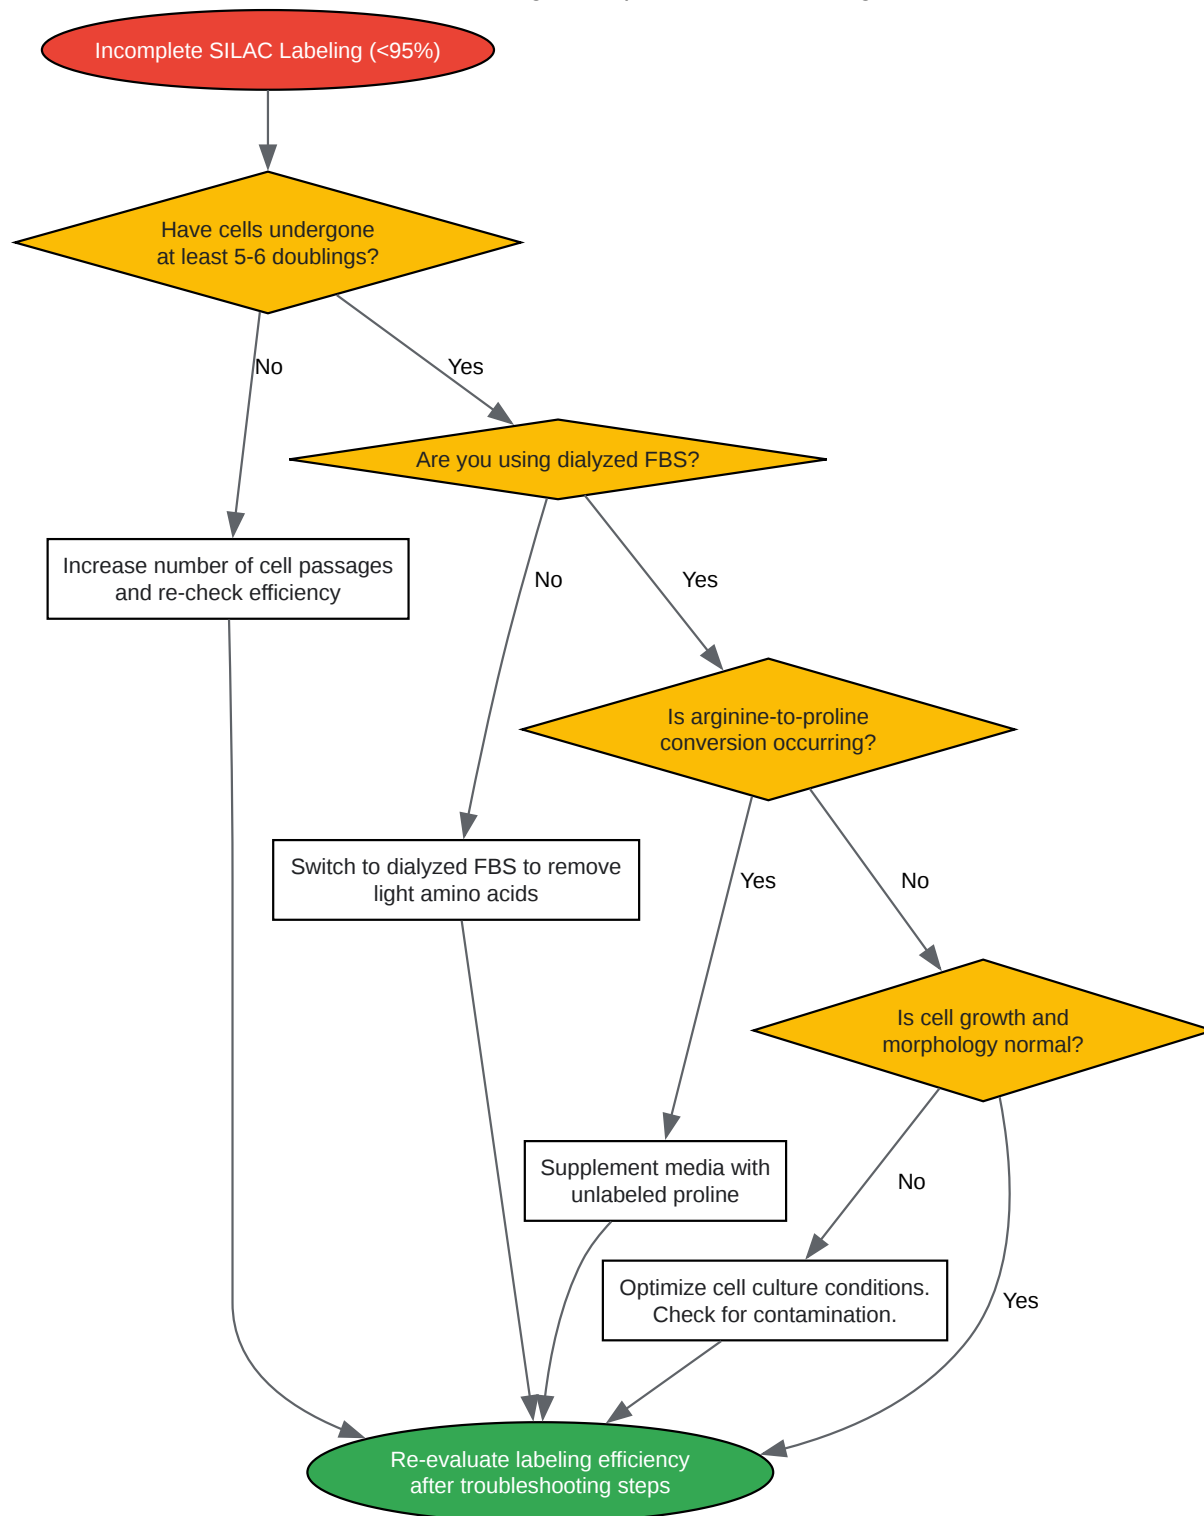 Incomplete SILAC Labeling (<95%)
Have cells undergone
at least 5-6 doublings?
No
Yes
Are you using dialyzed FBS?
Increase number of cell passages
and re-check efficiency
No
Yes
Is arginine-to-proline
conversion occurring?
Switch to dialyzed FBS to remove
light amino acids
Yes
No
Is cell growth and
morphology normal?
Supplement media with
unlabeled proline
No
Optimize cell culture conditions.
Check for contamination.
Yes
Re-evaluate labeling efficiency
after troubleshooting steps